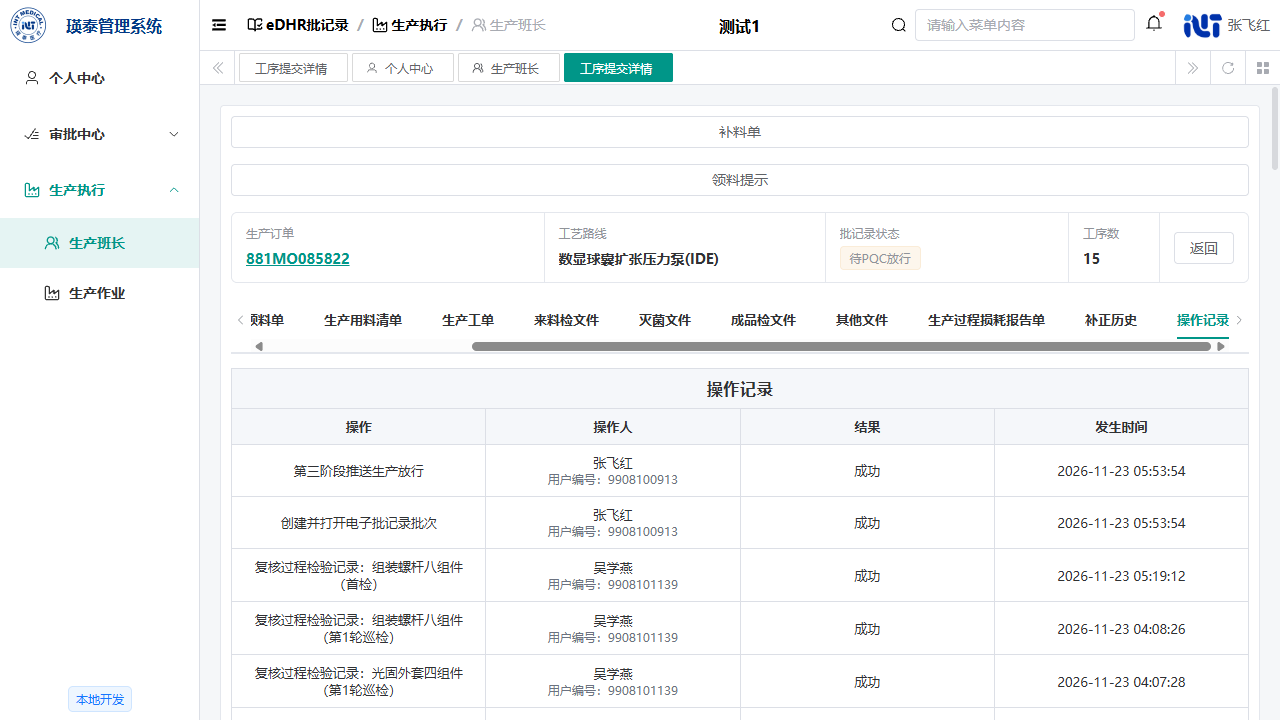 瑛泰管理系统
eDHR批记录 / 生产执行 / 生产班长
测试1
请输入菜单内容
张飞红
工序提交详情
个人中心
生产班长
工序提交详情
个人中心
审批中心
生产执行
生产班长
生产作业
本地开发
补料单
领料提示
生产订单
881MO085822
工艺路线
数显球囊扩张压力泵(IDE)
批记录状态
待PQC放行
工序数
15
返回
领料单
生产用料清单
生产工单
来料检文件
灭菌文件
成品检文件
其他文件
生产过程损耗报告单
补正历史
操作记录
操作记录
操作 操作人 结果 发生时间
第三阶段推送生产放行
张飞红
用户编号：9908100913
成功
2026-11-23 05:53:54
创建并打开电子批记录批次
张飞红
用户编号：9908100913
成功
2026-11-23 05:53:54
复核过程检验记录：组装螺杆八组件
（首检）
吴学燕
用户编号：9908101139
成功
2026-11-23 05:19:12
复核过程检验记录：组装螺杆八组件
（第1轮巡检）
吴学燕
用户编号：9908101139
成功
2026-11-23 04:08:26
复核过程检验记录：光固外套四组件
（第1轮巡检）
吴学燕
用户编号：9908101139
成功
2026-11-23 04:07:28